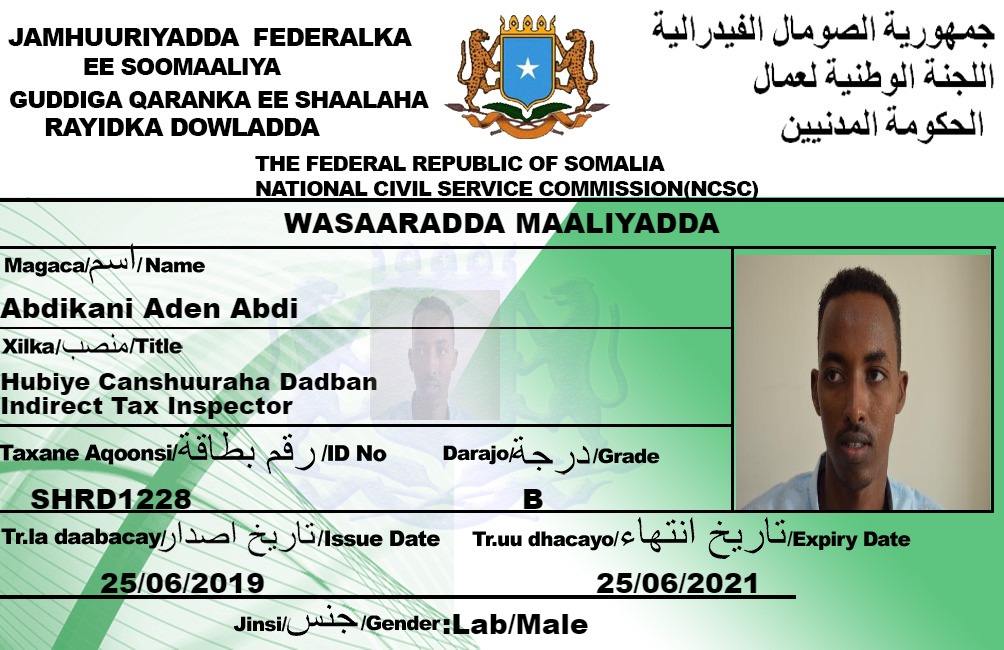 JAMHUURIYADDA FEDERALKA
EE SOOMAALIYA
GUDDIGA QARANKA EE SHAALAHA
RAYIDKA DOWLADDA
جمهورية الصومال الفيدرالية
اللجنة الوطنية لعمال
الحكومة المدنيين
THE FEDERAL REPUBLIC OF SOMALIA
NATIONAL CIVIL SERVICE COMMISSION(NCSC)
WASAARADDA MAALIYADDA
Magaca/اسم/Name
Abdikani Aden Abdi
Xilka/منصب/Title
Hubiye Canshuuraha Dadban
Indirect Tax Inspector
Taxane Aqoonsi/رقم بطاقة/ID No
Darajo/درجة/Grade
SHRD1228
B
Tr.la daabacay/تاريخ اصدار/Issue Date
Tr.uu dhacayo/تاريخ انتهاء/Expiry Date
25/06/2019
25/06/2021
Jinsi/جنس/Gender:Lab/Male